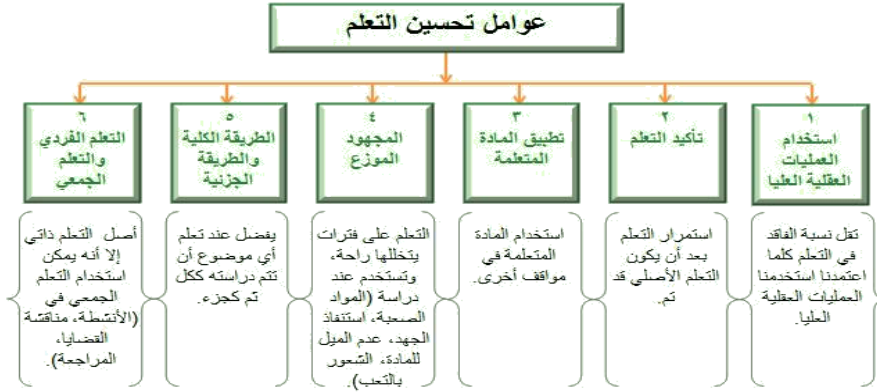 عوامل تحسين التعلم
١
استخدام
العمليات
العقلية العليا
٢
تأكيد التعلم
٣
تطبيق المادة
المتعلمة
٤
المجهود
الموزع
٥
الطريقة الكلية
والطريقة
الجزئية
٦
التعلم الفردي
والتعلم
الجمعي
تقل نسبة الفاقد
في التعلم كلما
اعتمدنا استخدمنا
العمليات العقلية
العليا.
استمرار التعلم
بعد أن يكون
التعلم الأصلي قد
تم.
استخدام المادة
المتعلمة في
مواقف أخرى.
التعلم على فترات
يتخللها راحة،
وتستخدم عند
دراسة (المواد
الصعبة، استنفاذ
الجهد، عدم الميل
للمادة، الشعور
بالتعب).
يفضل عند تعلم
أي موضوع أن
تتم دراسته ككل
ثم كجزء.
أصل التعلم ذاتي
إلا أنه يمكن
استخدام التعلم
الجمعي في
(الأنشطة، مناقشة
القضايا،
المراجعة).